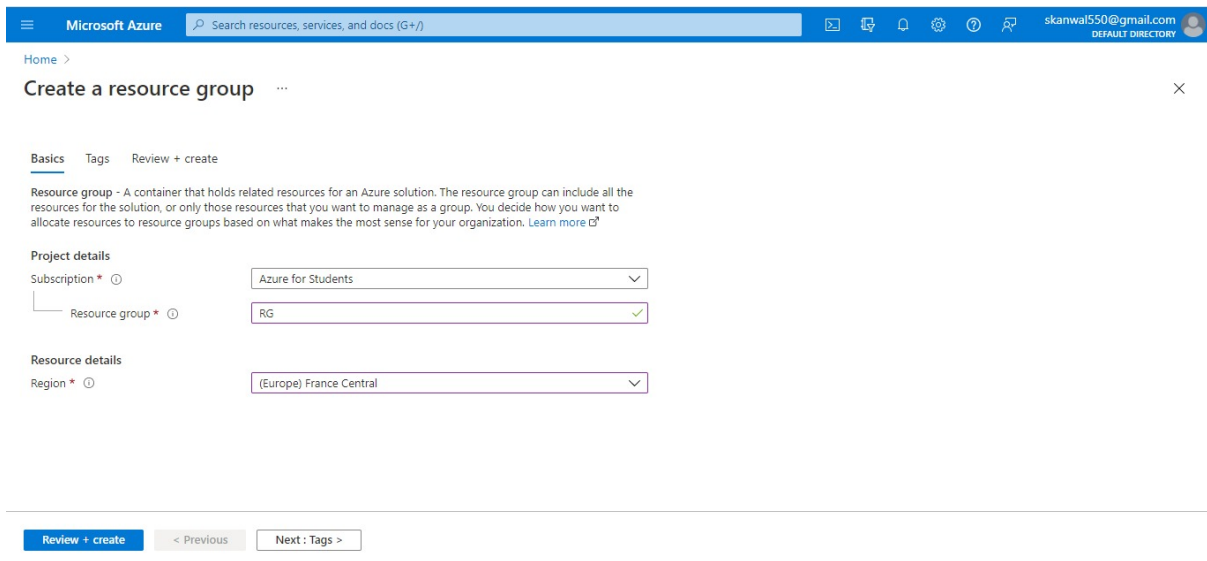 Microsoft Azure
Search resources, services, and docs (G+/)
skanwal550@gmail.com
DEFAULT DIRECTORY
Home >
Create a resource group ...
Basics Tags Review + create
Resource group - A container that holds related resources for an Azure solution. The resource group can include all the
resources for the solution, or only those resources that you want to manage as a group. You decide how you want to
allocate resources to resource groups based on what makes the most sense for your organization. Learn more
Project details
Subscription * Azure for Students
Resource group * RG
Resource details
Region * (Europe) France Central
Review + create < Previous Next : Tags >